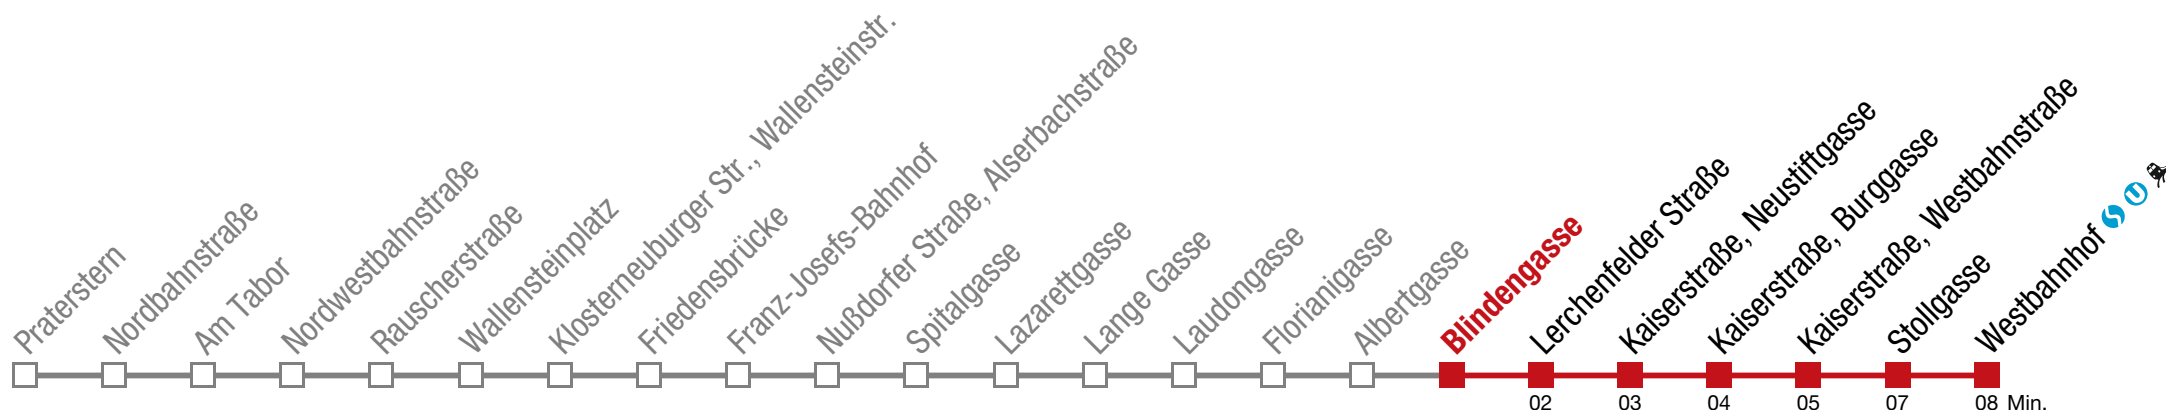 Praterstern
Nordbahnstraße
Am Tabor
Nordwestbahnstraße
Rauscherstraße
Wallensteinplatz
Klosterneuburger Str., Wallensteinstr.
Friedensbrücke
Franz-Josefs-Bahnhof
Nußdorfer Straße, Alserbachstraße
Spitalgasse
Lazarettgasse
Lange Gasse
Laudongasse
Florianigasse
Albertgasse
Blindengasse
Lerchenfelder Straße
Kaiserstraße, Neustiftgasse
Kaiserstraße, Burggasse
Kaiserstraße, Westbahnstraße
Stollgasse
Westbahnhof S U
02 03 04 05 07 08 Min.